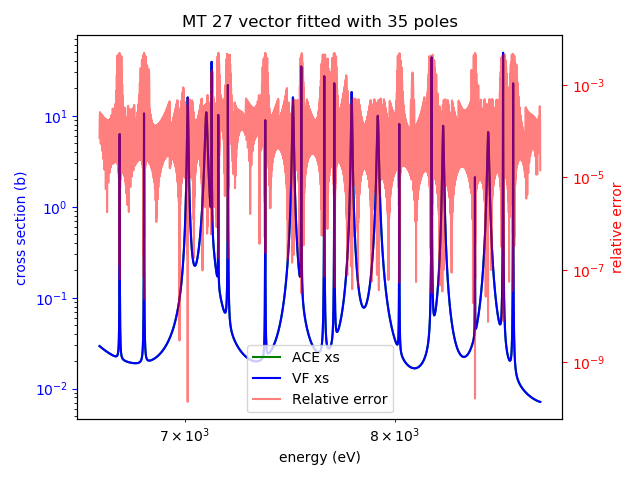 MT 27 vector fitted with 35 poles
cross section (b)
10¹
10⁰
10⁻¹
10⁻²
10⁻³
10⁻⁵
10⁻⁷
10⁻⁹
relative error
ACE xs
VF xs
Relative error
7 × 10³
8 × 10³
energy (eV)